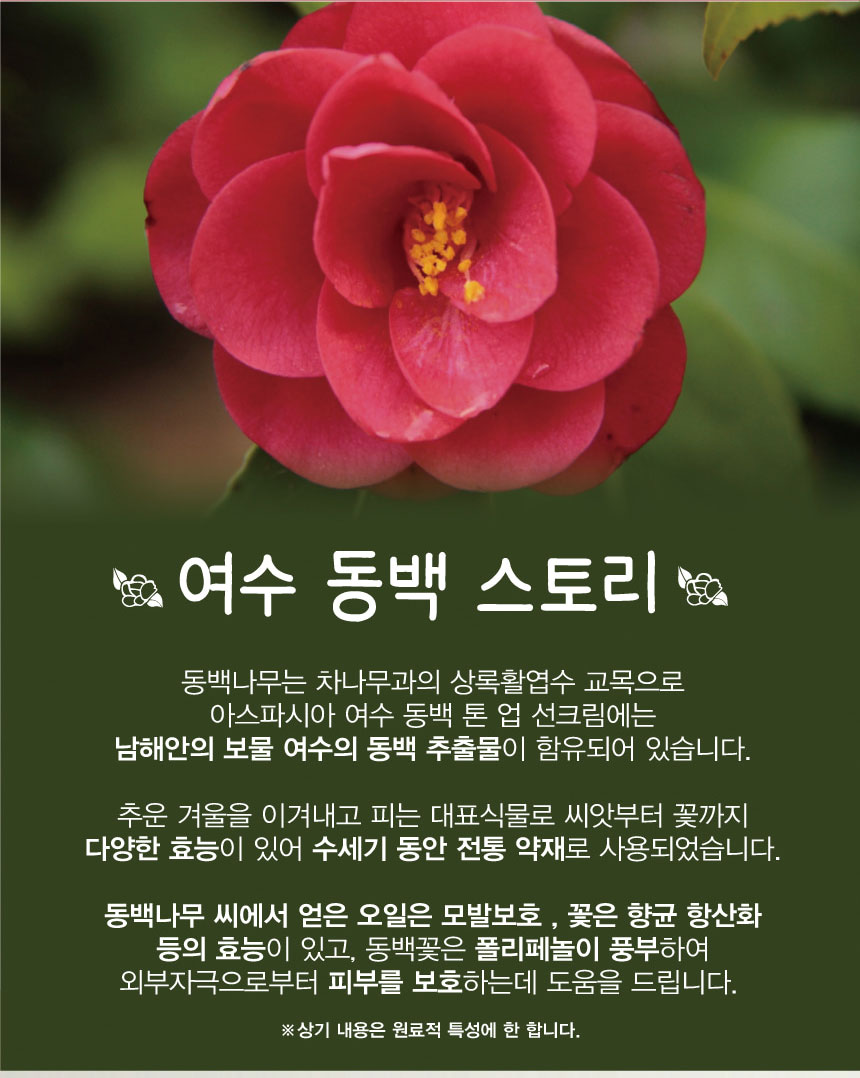 여수 동백 스토리
동백나무는 차나무과의 상록활엽수 교목으로
아스파시아 여수 동백 톤 업 선크림에는
남해안의 보물 여수의 동백 추출물이 함유되어 있습니다.
추운 겨울을 이겨내고 피는 대표식물로 씨앗부터 꽃까지
다양한 효능이 있어 수세기 동안 전통 약재로 사용되었습니다.
동백나무 씨에서 얻은 오일은 모발보호 , 꽃은 향균 항산화
등의 효능이 있고, 동백꽃은 폴리페놀이 풍부하여
외부자극으로부터 피부를 보호하는데 도움을 드립니다.
※상기 내용은 원료적 특성에 한 합니다.